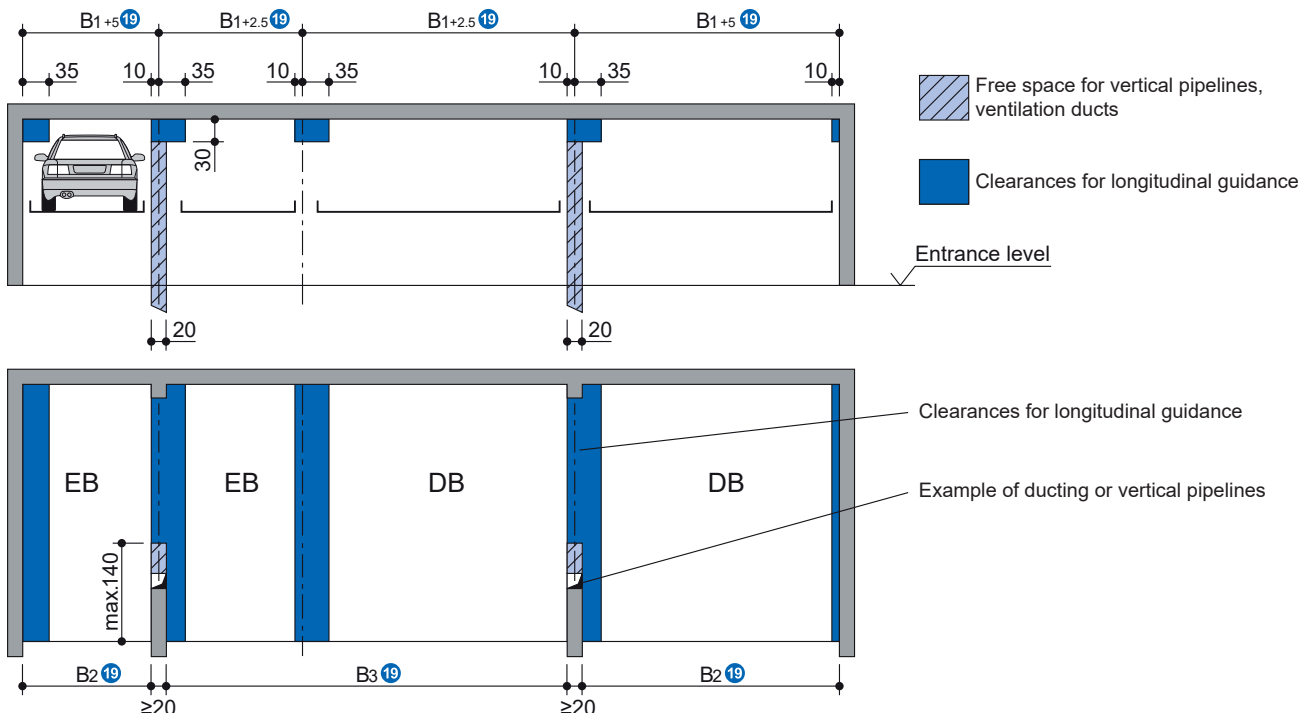 B1+5 19 B1+2.5 19 B1+2.5 19 B1+5 19
35 10 35 10 35 10 35 10
30
Free space for vertical pipelines,
ventilation ducts
Clearances for longitudinal guidance
Entrance level
20 20
Clearances for longitudinal guidance
EB EB DB DB
Example of ducting or vertical pipelines
max.140
B2 19 B3 19 B2 19
≥20 ≥20